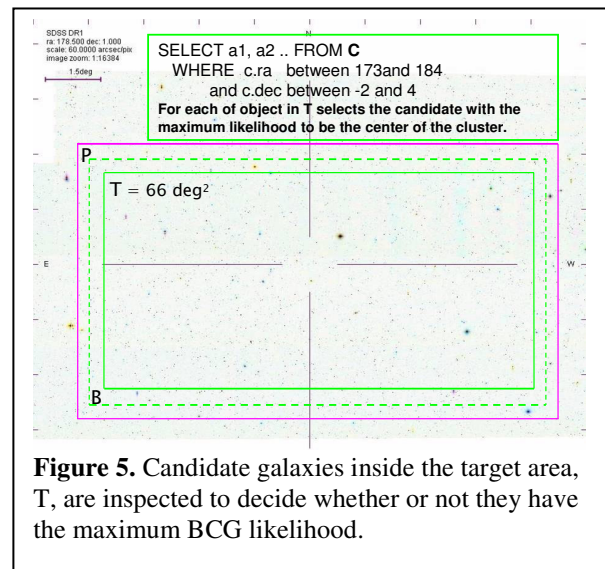 SDSS DR1
ra: 178.500 dec: 1.000
scale: 60.0000 arcsec/pix
image zoom: 1:16384
1.5deg
N
SELECT a1, a2 .. FROM C
WHERE c.ra between 173and 184
and c.dec between -2 and 4
For each of object in T selects the candidate with the
maximum likelihood to be the center of the cluster.
P
T = 66 deg²
E
W
B
Figure 5. Candidate galaxies inside the target area,
T, are inspected to decide whether or not they have
the maximum BCG likelihood.